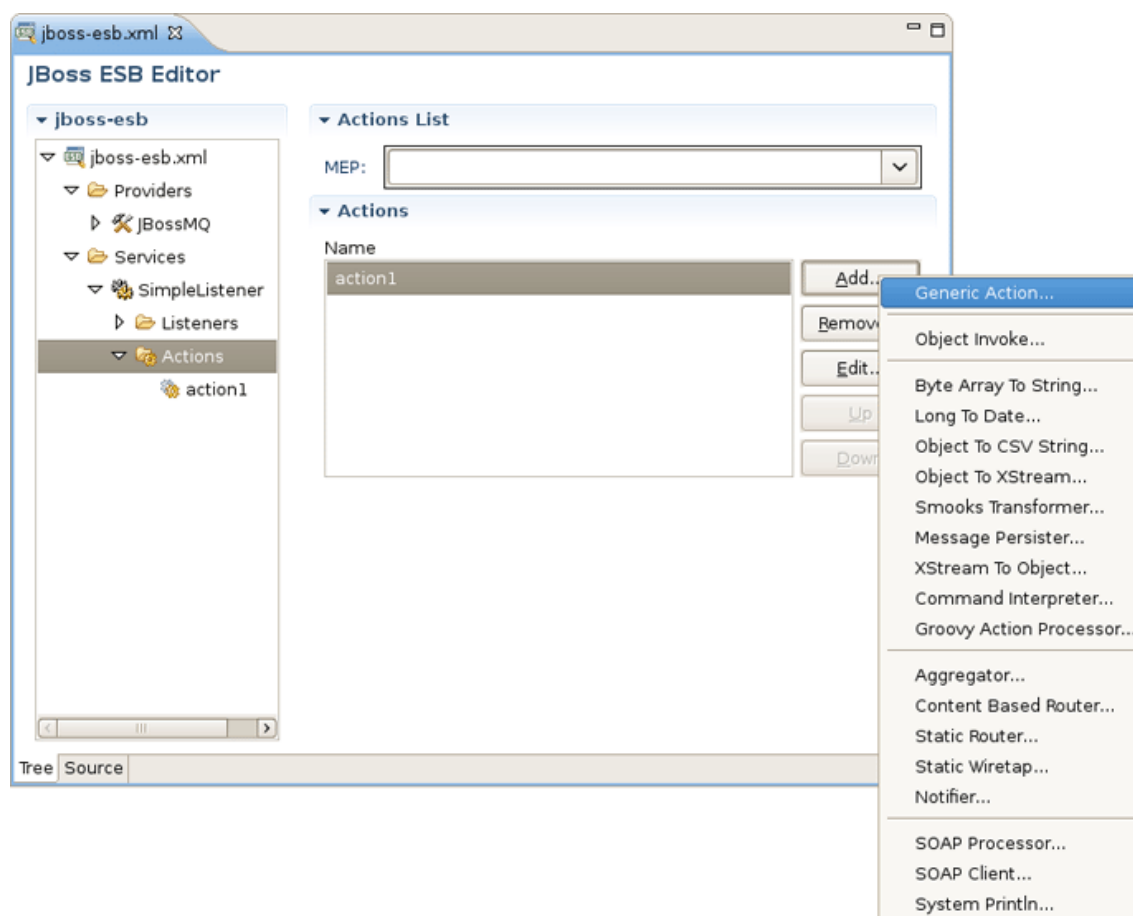 jboss-esb.xml
JBoss ESB Editor
jboss-esb
jboss-esb.xml
Providers
JBossMQ
Services
SimpleListener
Listeners
Actions
action1
Actions List
MEP:
Actions
Name
action1
Add..
Remov
Edit..
Up
Down
Generic Action...
Object Invoke...
Byte Array To String...
Long To Date...
Object To CSV String...
Object To XStream...
Smooks Transformer...
Message Persister...
XStream To Object...
Command Interpreter...
Groovy Action Processor...
Aggregator...
Content Based Router...
Static Router...
Static Wiretap...
Notifier...
SOAP Processor...
SOAP Client...
System Println...
Tree Source